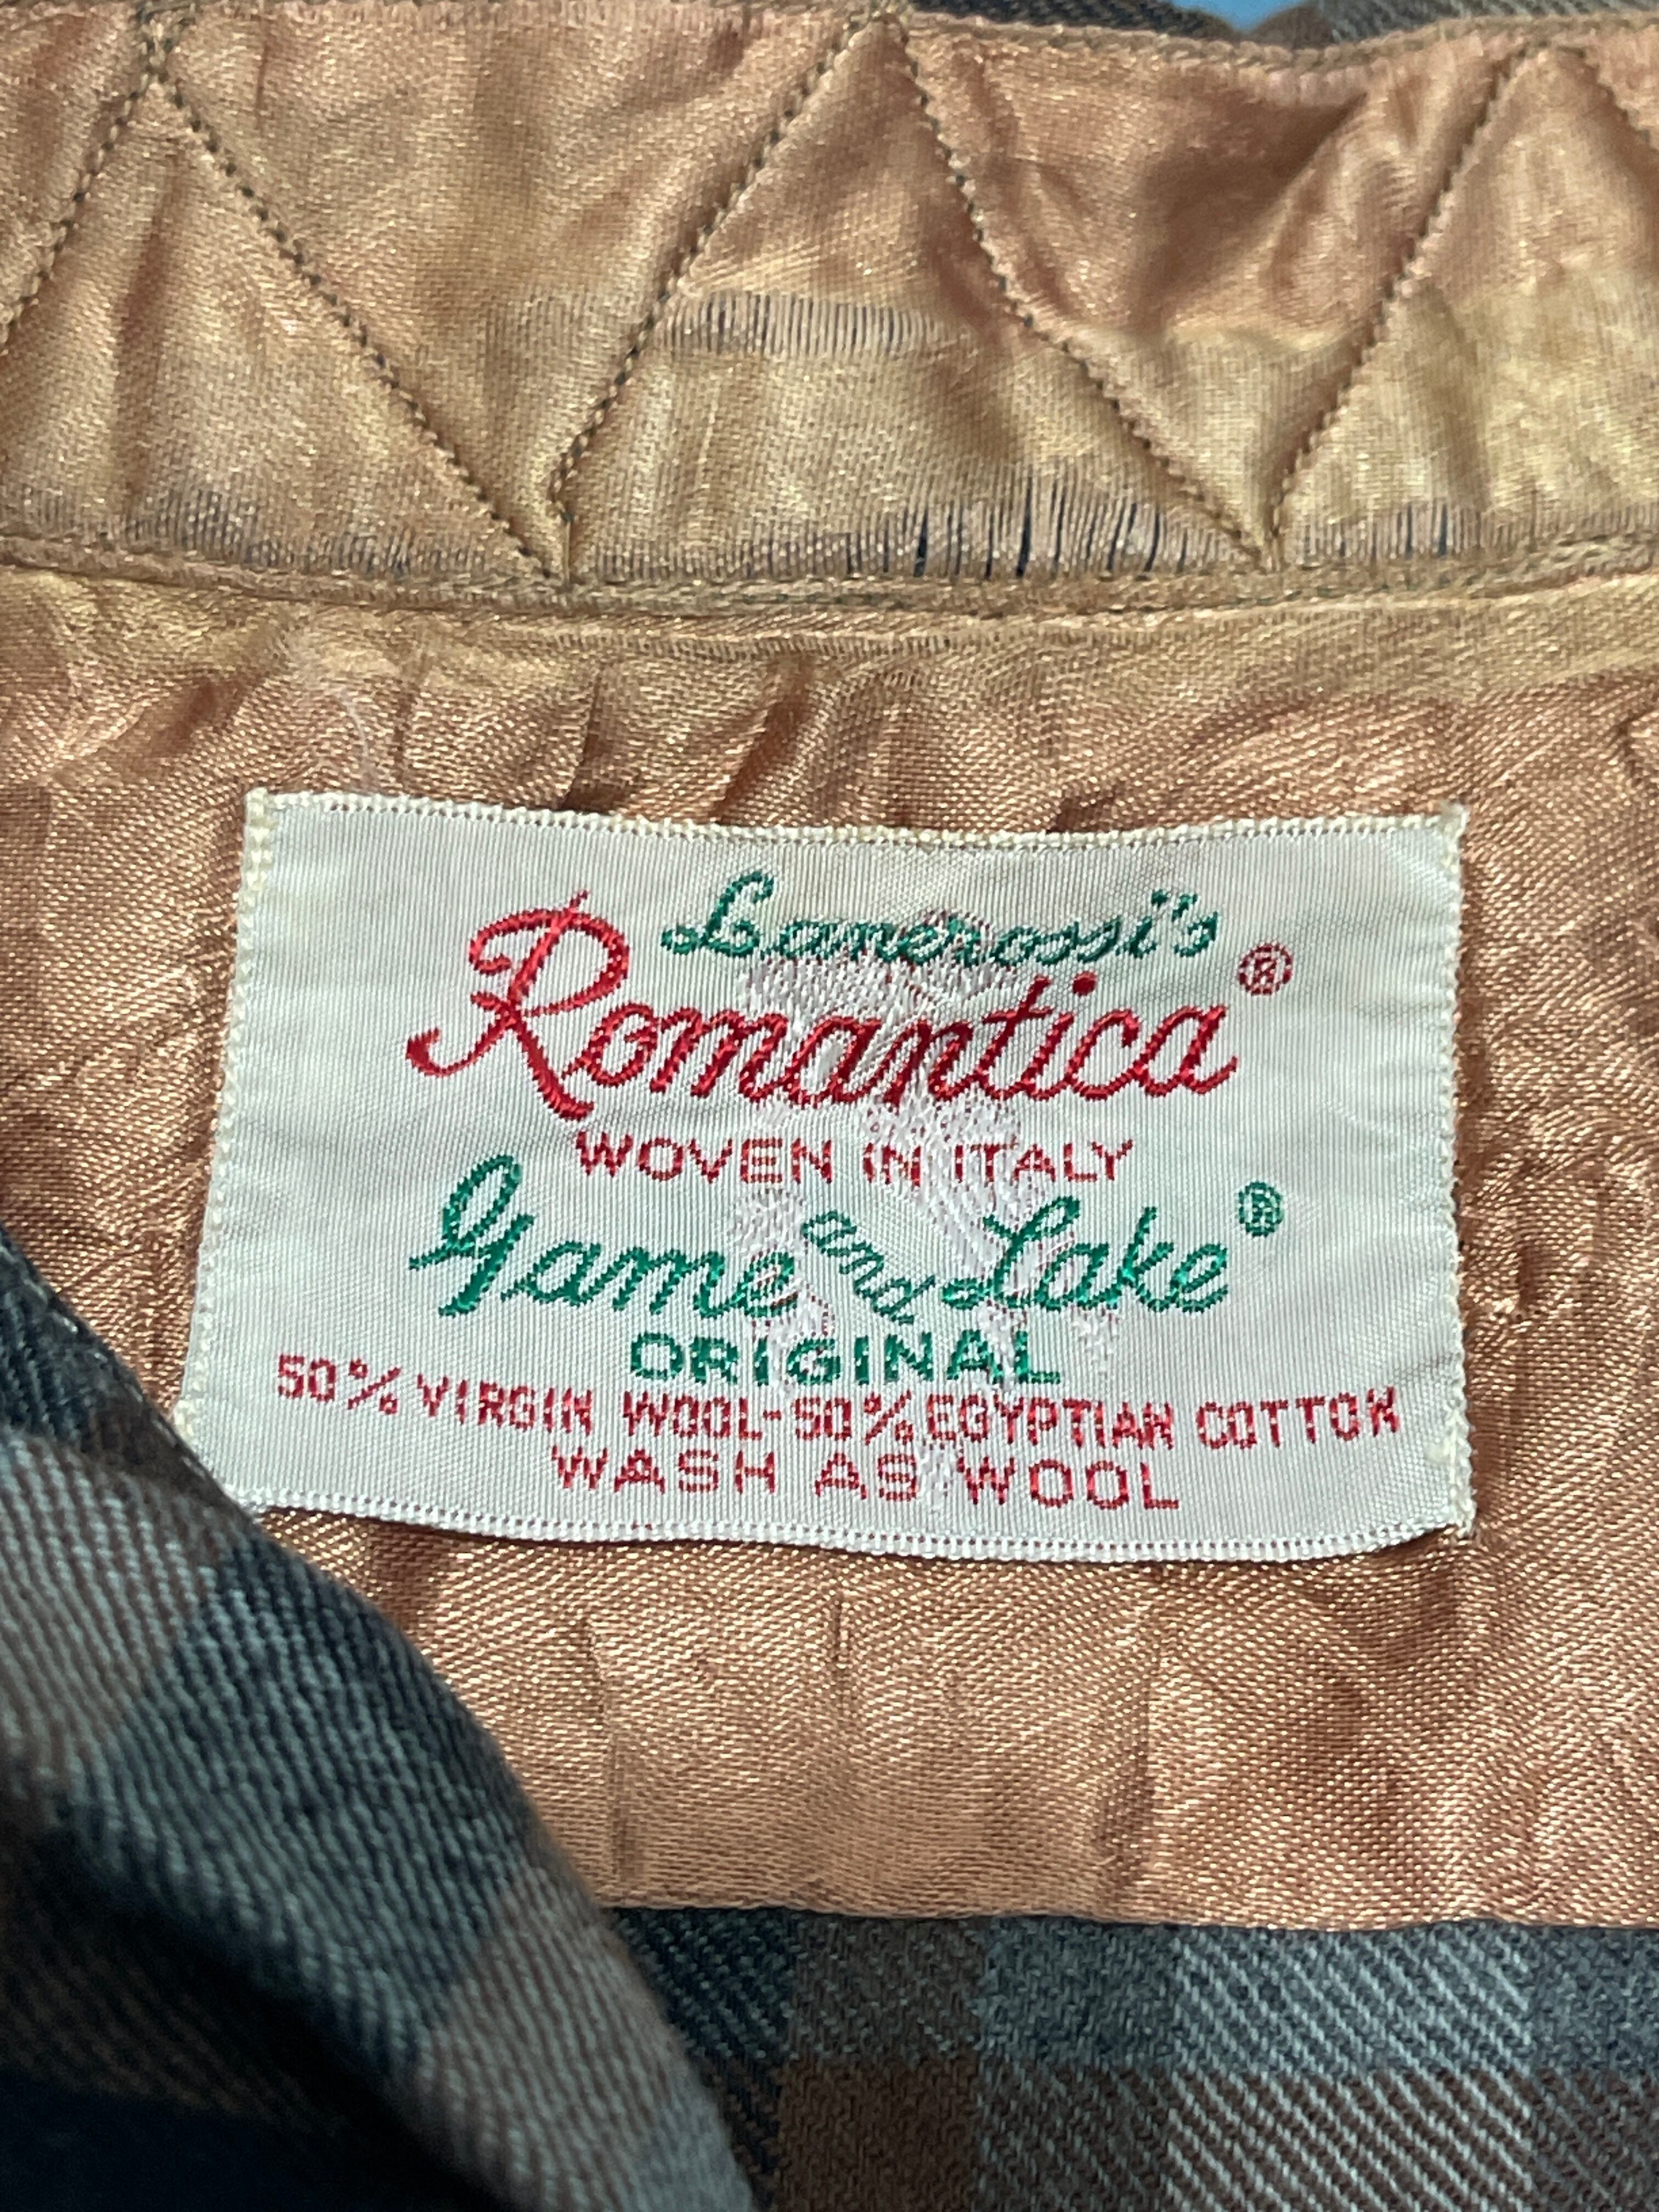 Lanerossi's
Romantica®
WOVEN IN ITALY
Game and Lake®
ORIGINAL
50% VIRGIN WOOL-50% EGYPTIAN COTTON
WASH AS WOOL